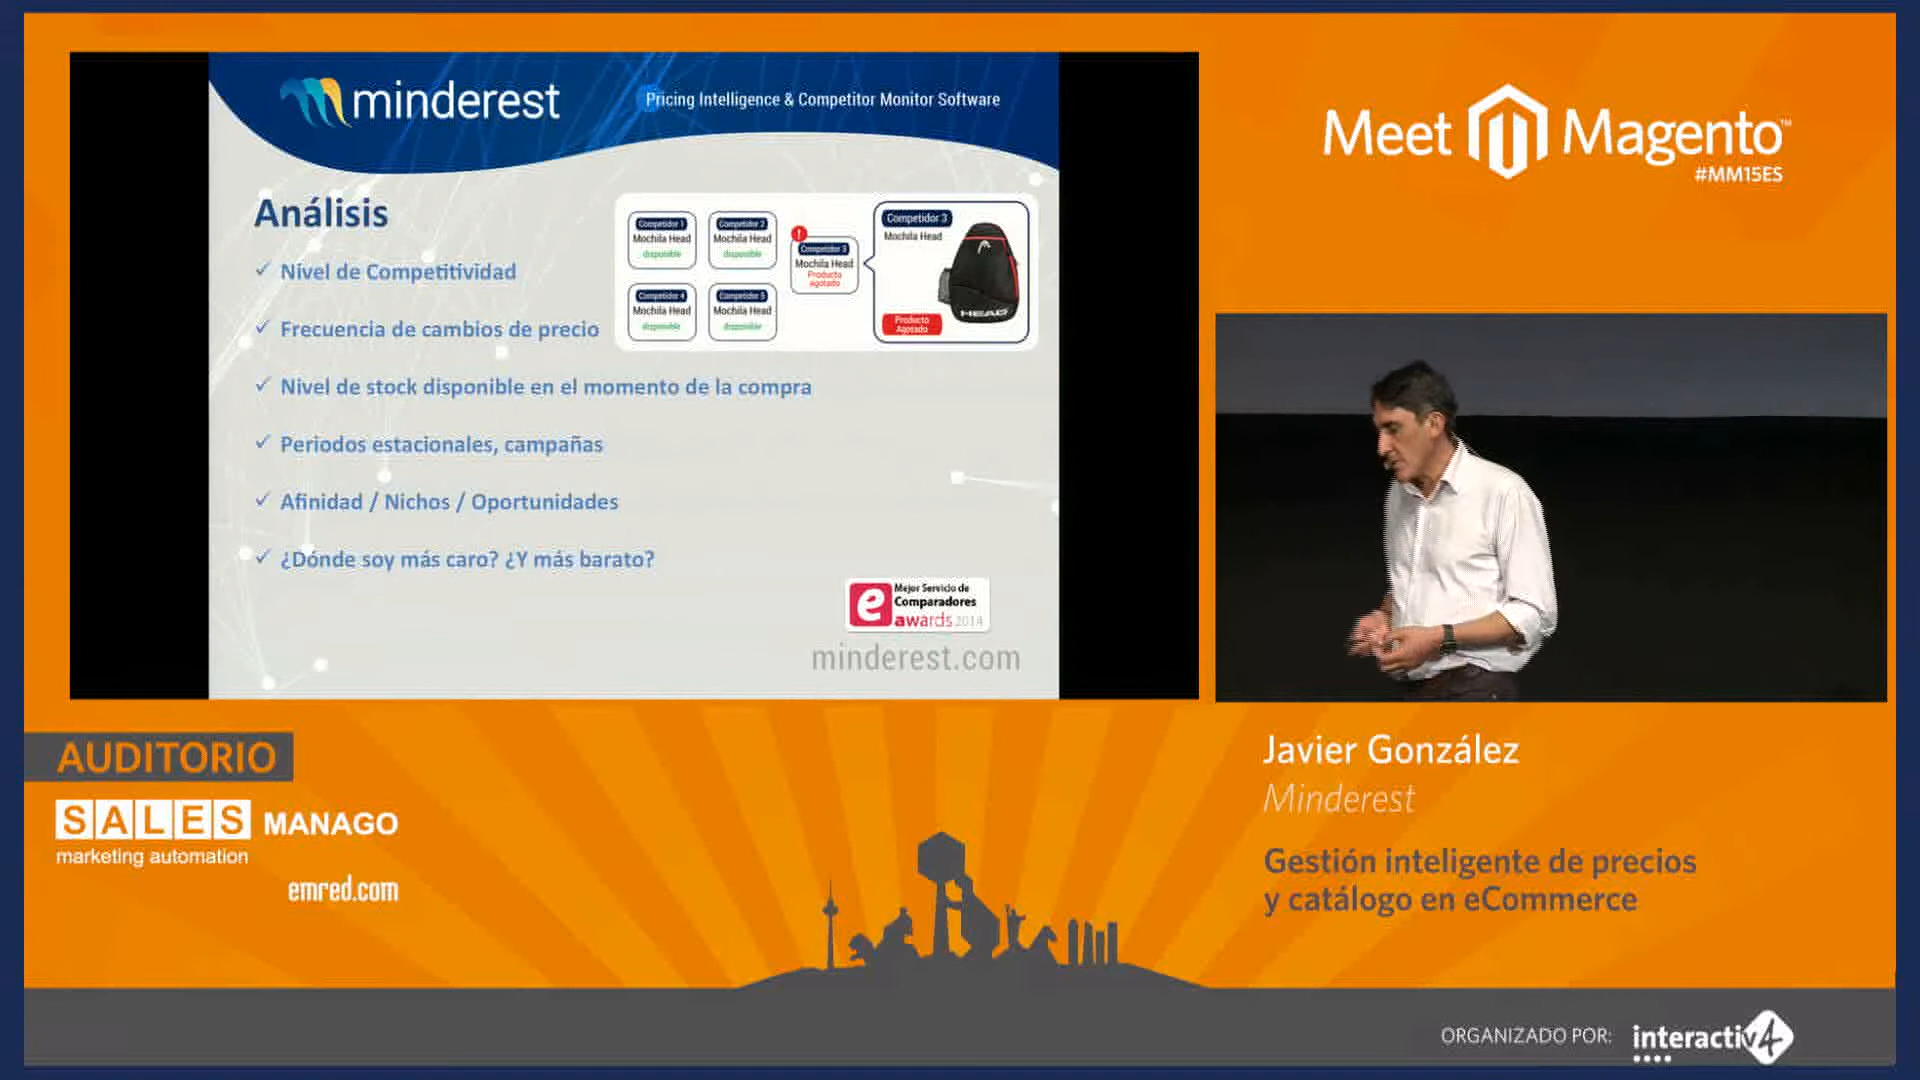 minderest
Pricing Intelligence & Competitor Monitor Software
Análisis
✓ Nivel de Competitividad
✓ Frecuencia de cambios de precio
✓ Nivel de stock disponible en el momento de la compra
✓ Periodos estacionales, campañas
✓ Afinidad / Nichos / Oportunidades
✓ ¿Dónde soy más caro? ¿Y más barato?
Competidor 1
Mochila Head
disponible
Competidor 2
Mochila Head
disponible
!
Competidor 3
Mochila Head
Producto
Agotado
Competidor 4
Mochila Head
disponible
Competidor 5
Mochila Head
disponible
Competidor 3
Mochila Head
HEAD
Producto
Agotado
e
Mejor Servicio de
Comparadores
awards 2014
minderest.com
Meet Magento™
#MM15ES
AUDITORIO
SALES MANAGO
marketing automation
emred.com
Javier González
Minderest
Gestión inteligente de precios
y catálogo en eCommerce
ORGANIZADO POR: interactiv4